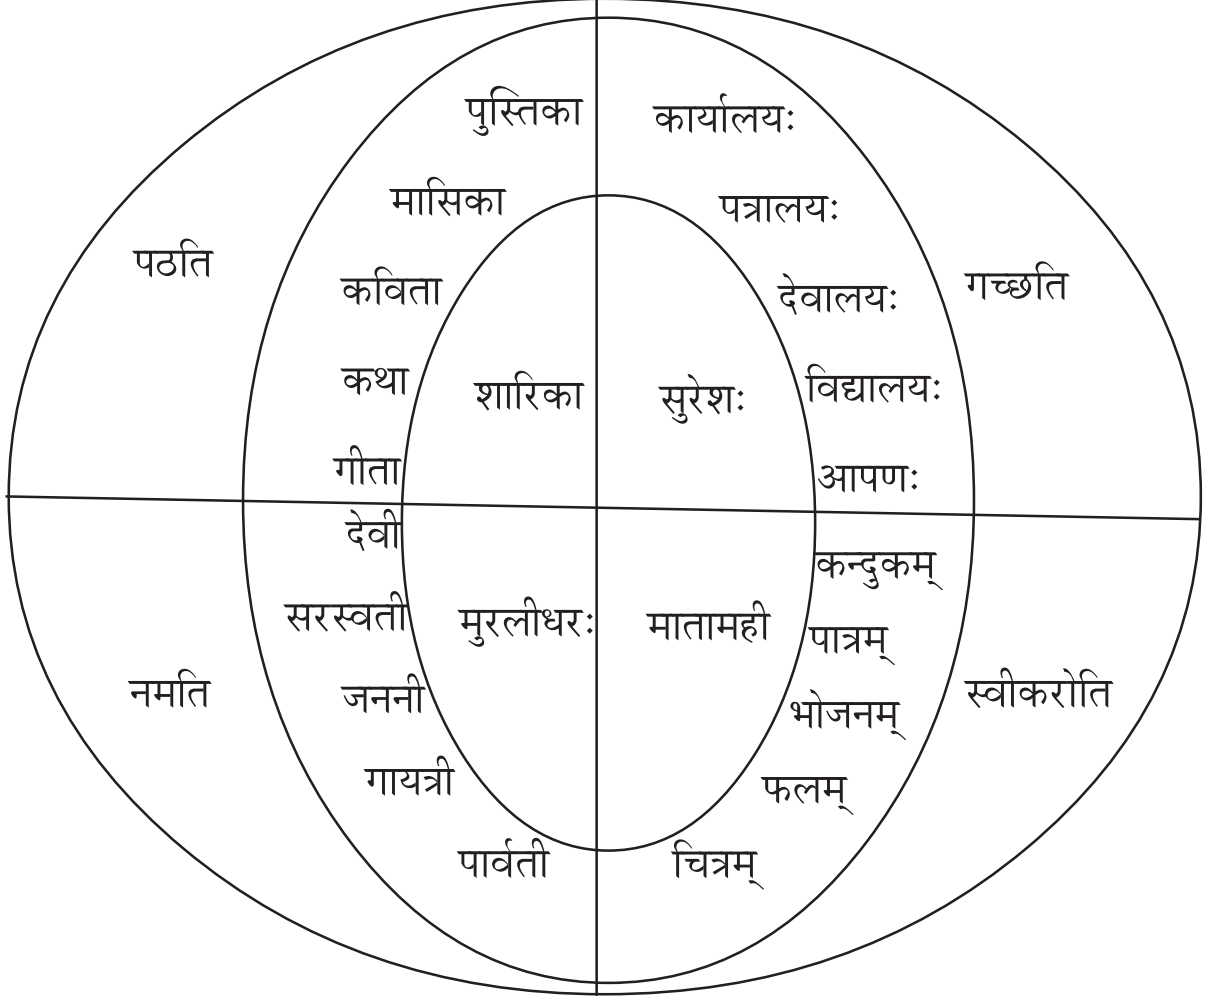 पुस्तिका
मासिका
कविता
कथा
गीता
पठति
शारिका
कार्यालयः
पत्रालयः
देवालयः
विद्यालयः
आपणः
गच्छति
सुरेशः
देवी
सरस्वती
जननी
गायत्री
पार्वती
नमति
मुरलीधरः
कन्दुकम्
पात्रम्
भोजनम्
फलम्
चित्रम्
स्वीकरोति
मातामही